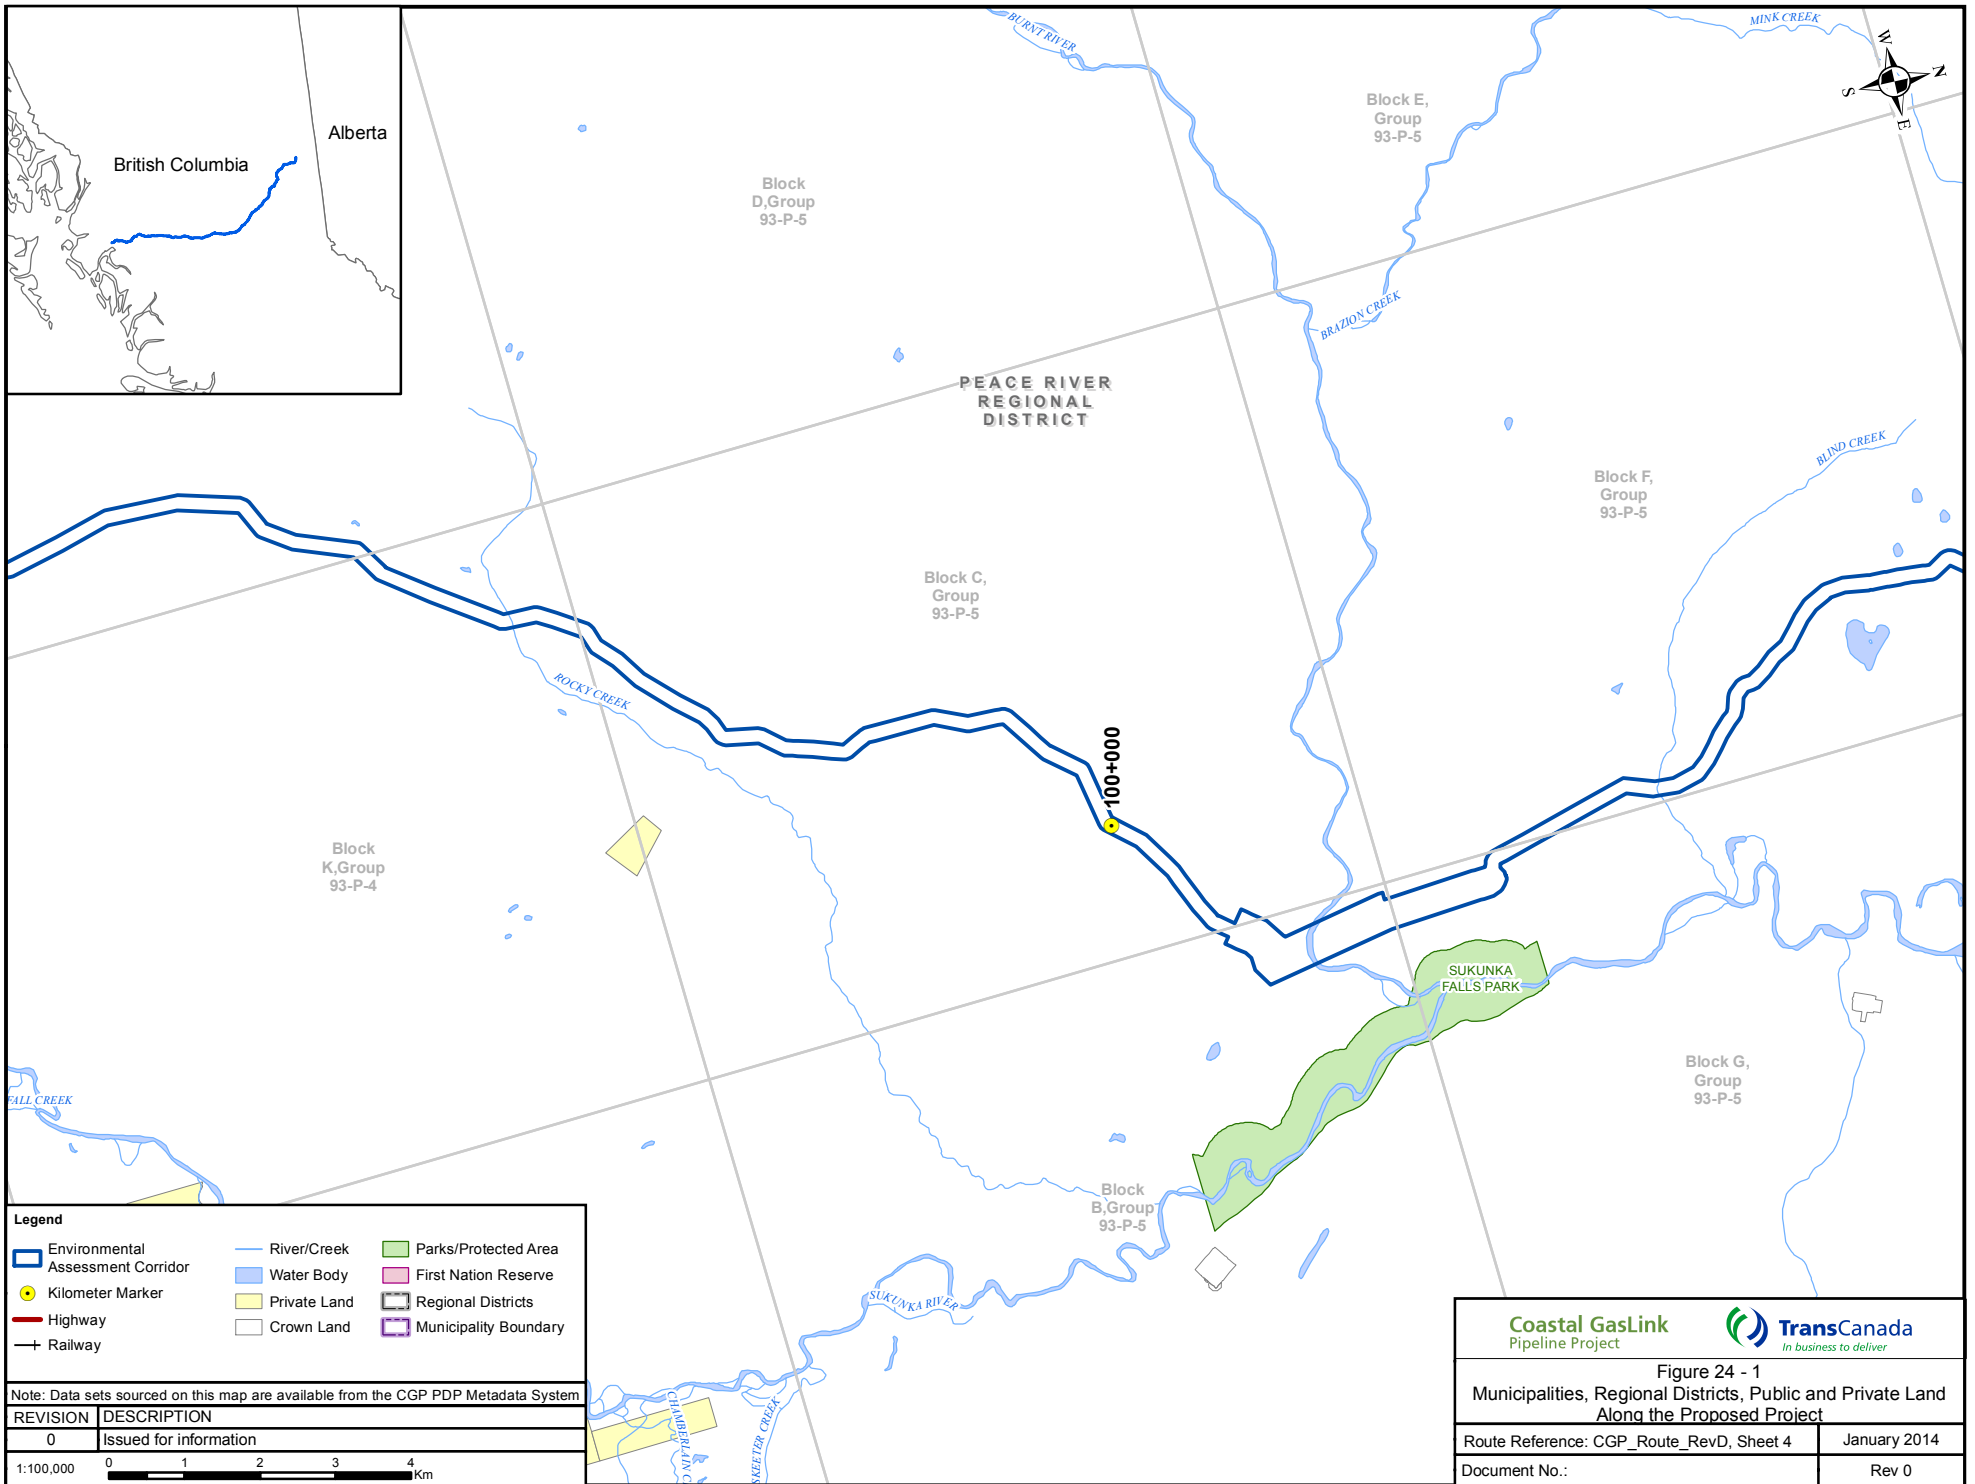 British Columbia
Alberta
BURNT RIVER
MINK CREEK
W
N
S
E
Block E,
Group
93-P-5
Block
D,Group
93-P-5
BRAZION CREEK
PEACE RIVER
REGIONAL
DISTRICT
BLIND CREEK
Block F,
Group
93-P-5
Block C,
Group
93-P-5
ROCKY CREEK
100+000
Block
K,Group
93-P-4
SUKUNKA
FALLS PARK
Block G,
Group
93-P-5
FALL CREEK
Block
B,Group
93-P-5
SUKUNKA RIVER
CHAMBERLAIN C
SKEETER CREEK
Legend
Environmental
Assessment Corridor
Kilometer Marker
Highway
Railway
River/Creek
Water Body
Private Land
Crown Land
Parks/Protected Area
First Nation Reserve
Regional Districts
Municipality Boundary
Note: Data sets sourced on this map are available from the CGP PDP Metadata System
REVISION DESCRIPTION
0 Issued for information
1:100,000 0 1 2 3 4 Km
Coastal GasLink
Pipeline Project
TransCanada
In business to deliver
Figure 24 - 1
Municipalities, Regional Districts, Public and Private Land
Along the Proposed Project
Route Reference: CGP_Route_RevD, Sheet 4 January 2014
Document No.: Rev 0